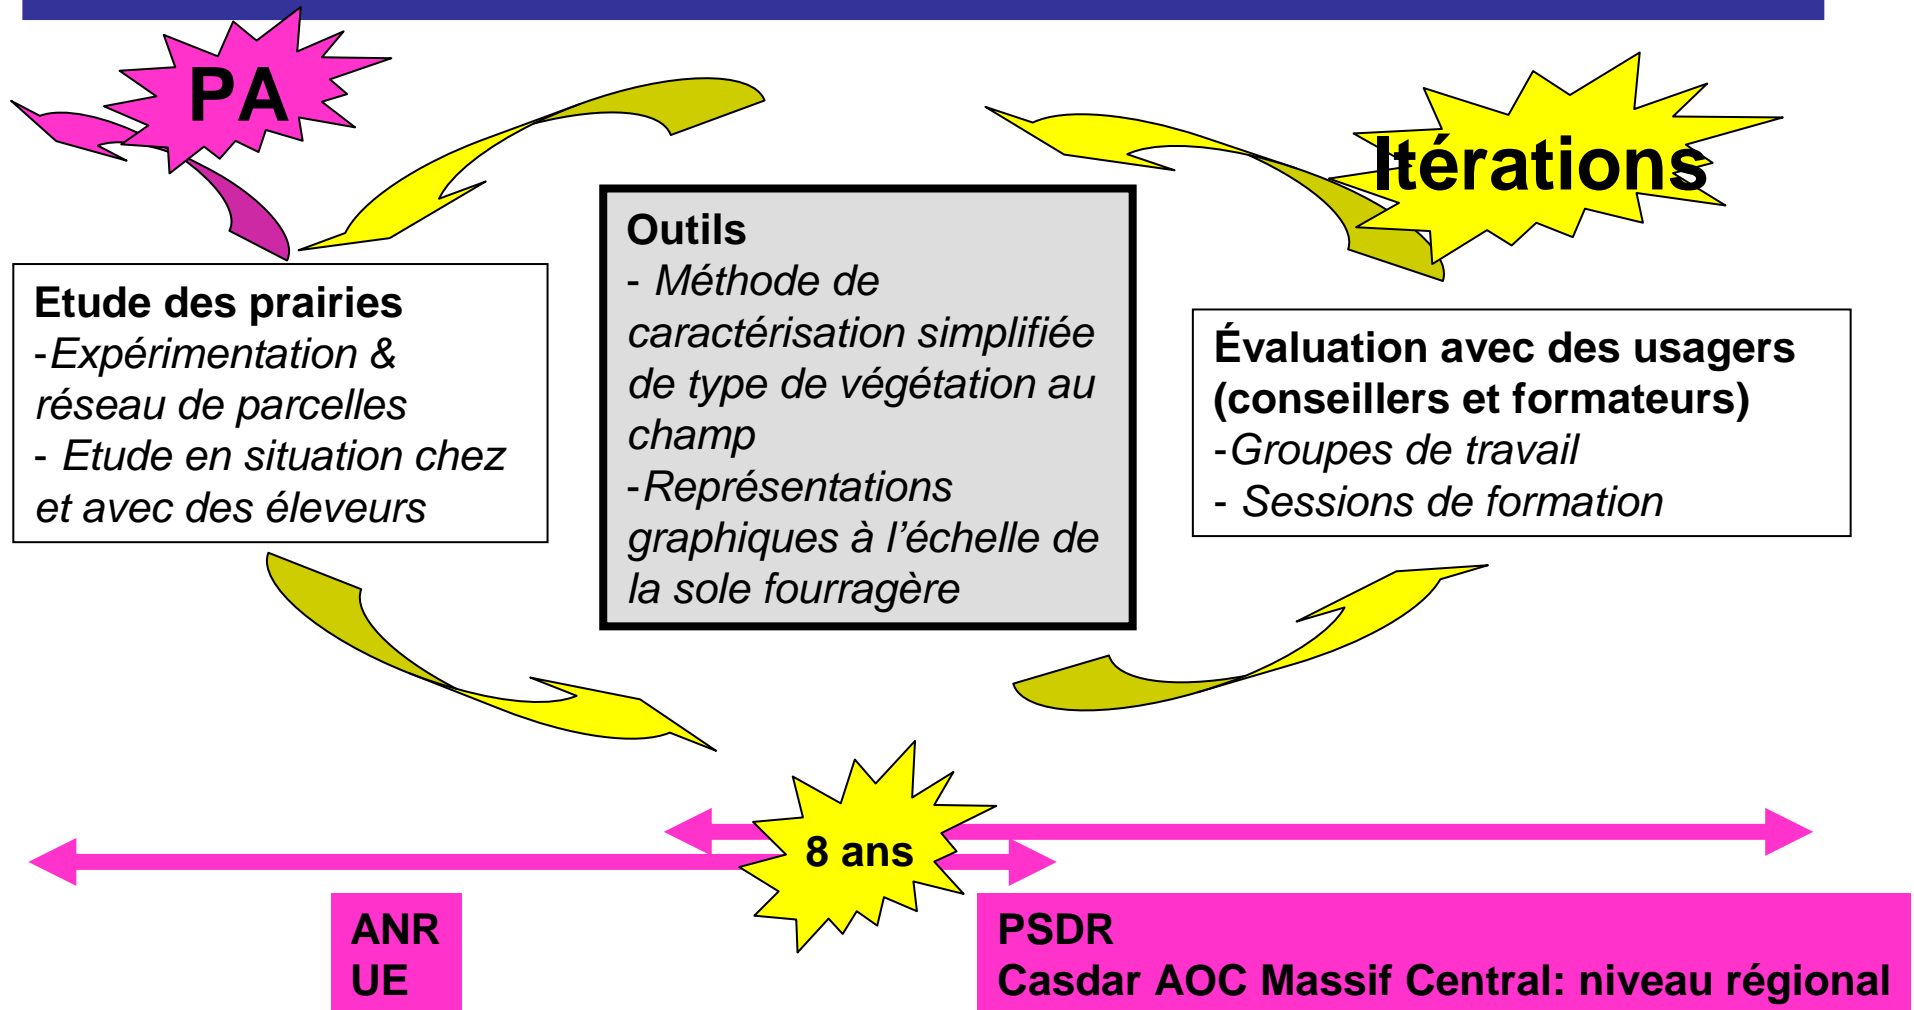 PA
Itérations
Etude des prairies
-Expérimentation &
réseau de parcelles
- Etude en situation chez
et avec des éleveurs
Outils
- Méthode de
caractérisation simplifiée
de type de végétation au
champ
-Représentations
graphiques à l’échelle de
la sole fourragère
Évaluation avec des usagers
(conseillers et formateurs)
-Groupes de travail
- Sessions de formation
8 ans
ANR
UE
PSDR
Casdar AOC Massif Central: niveau régional